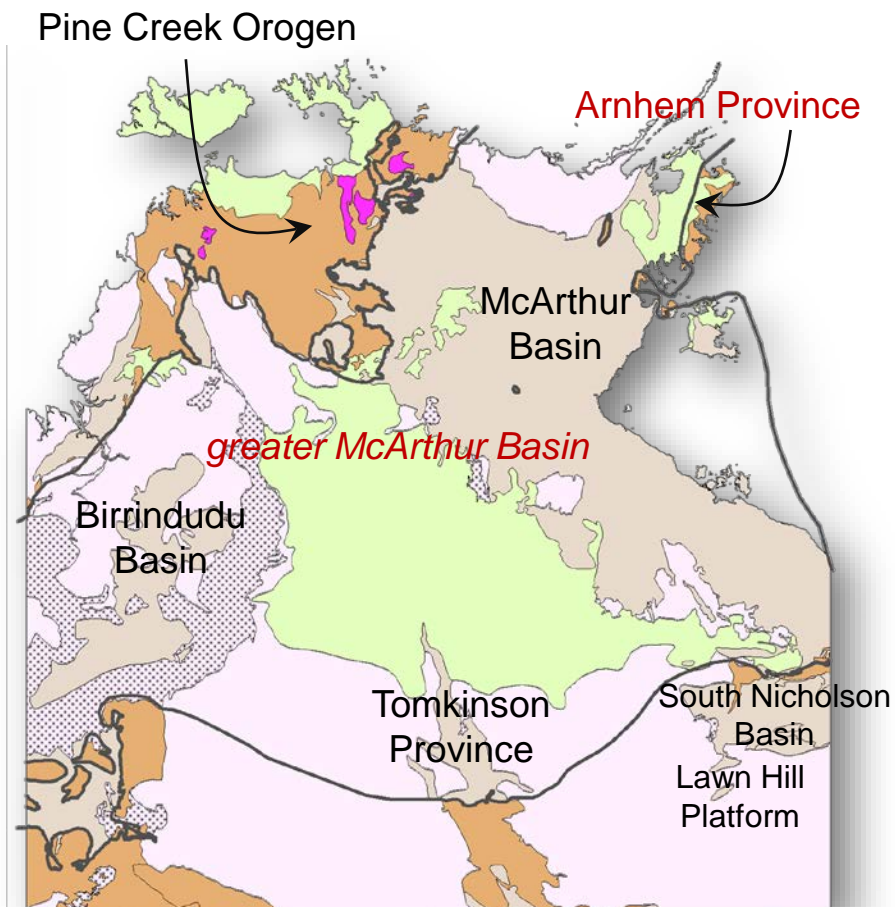 Pine Creek Orogen
Arnhem Province
McArthur
Basin
greater McArthur Basin
Birrindudu
Basin
Tomkinson
Province
South Nicholson
Basin
Lawn Hill
Platform